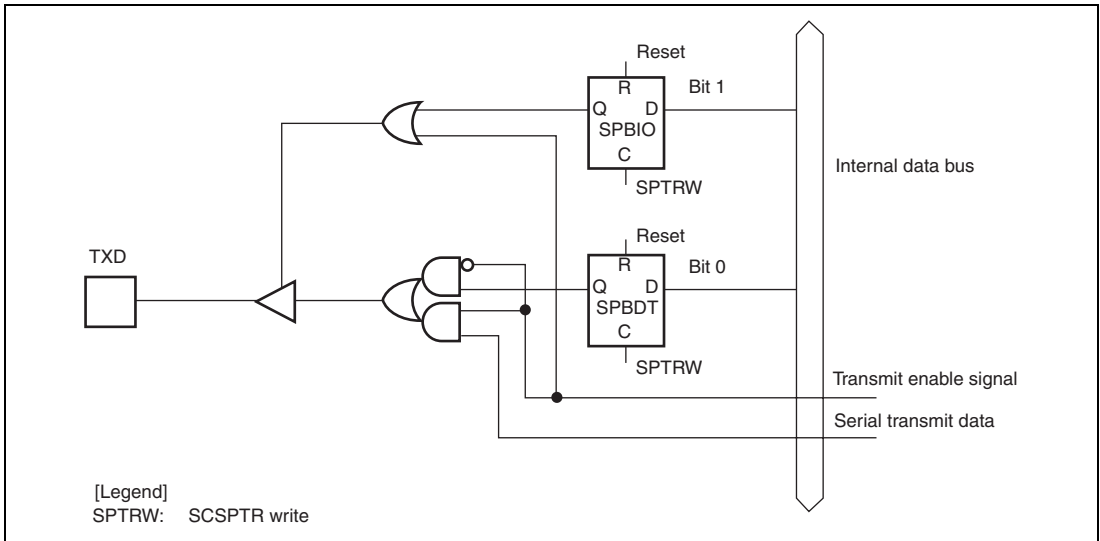 Reset
R
Bit 1
Q
D
SPBIO
C
SPTRW
Internal data bus
Reset
R
Bit 0
TXD
Q
D
SPBDT
C
SPTRW
Transmit enable signal
Serial transmit data
[Legend]
SPTRW: SCSPTR write